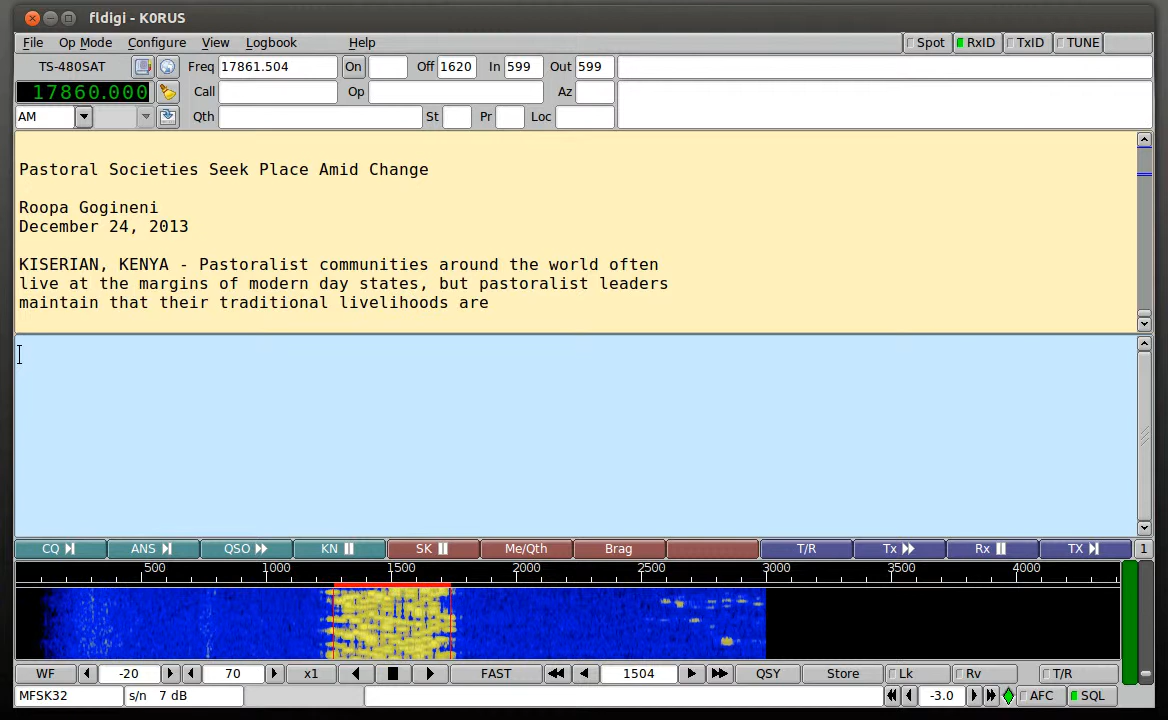 fldigi - K0RUS
File Op Mode Configure View Logbook Help Spot RxID TxID TUNE
TS-480SAT Freq 17861.504 On Off 1620 In 599 Out 599
17860.000 Call Op Az
AM Qth St Pr Loc
Pastoral Societies Seek Place Amid Change
Roopa Gogineni
December 24, 2013
KISERIAN, KENYA - Pastoralist communities around the world often
live at the margins of modern day states, but pastoralist leaders
maintain that their traditional livelihoods are
CQ ANS QSO KN SK Me/Qth Brag T/R Tx Rx TX 1
500 1000 1500 2000 2500 3000 3500 4000
WF -20 70 x1 FAST 1504 QSY Store Lk Rv T/R
MFSK32 s/n 7 dB -3.0 AFC SQL